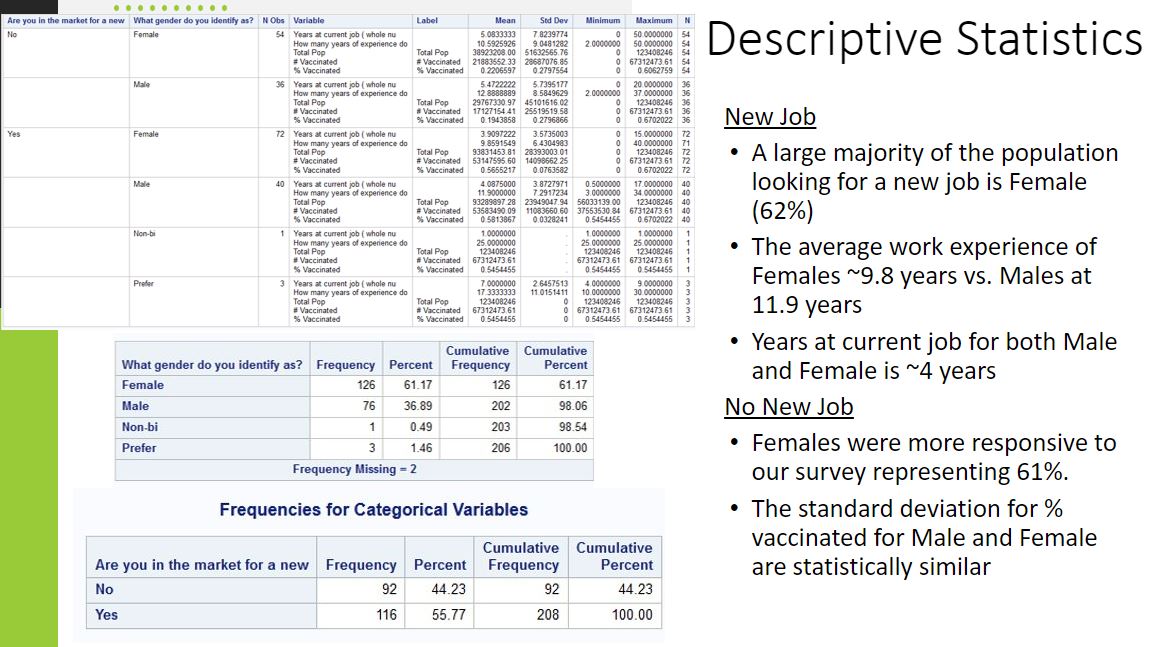 Are you in the market for a new What gender do you identify as? N Obs Variable Label Mean Std Dev Minimum Maximum N
No Female 54 Years at current job ( whole nu 5.0833333 7.8239774 0 50.0000000 54
How many years of experience do 10.5925926 9.0481282 2.0000000 50.0000000 54
Total Pop Total Pop 38923208.00 51632565.76 0 123408246 54
# Vaccinated # Vaccinated 21883552.33 28687076.85 0 67312473.61 54
% Vaccinated % Vaccinated 0.2206597 0.2797554 0 0.6062759 54
Male 36 Years at current job ( whole nu 5.4722222 5.7395177 0 20.0000000 36
How many years of experience do 12.8888889 8.5849629 2.0000000 37.0000000 36
Total Pop Total Pop 29767330.97 45101616.02 0 123408246 36
# Vaccinated # Vaccinated 17127154.41 25519519.58 0 67312473.61 36
% Vaccinated % Vaccinated 0.1943858 0.2796866 0 0.6702022 36
Yes Female 72 Years at current job ( whole nu 3.9097222 3.5735003 0 15.0000000 72
How many years of experience do 9.8591549 6.4304983 0 40.0000000 71
Total Pop Total Pop 93831453.81 28393003.01 0 123408246 72
# Vaccinated # Vaccinated 53147595.60 14098662.25 0 67312473.61 72
% Vaccinated % Vaccinated 0.5655217 0.0763582 0 0.6702022 72
Male 40 Years at current job ( whole nu 4.0875000 3.8727971 0.5000000 17.0000000 40
How many years of experience do 11.9000000 7.2917234 3.0000000 34.0000000 40
Total Pop Total Pop 93289897.28 23949047.94 56033139.00 123408246 40
# Vaccinated # Vaccinated 53583490.09 11083660.60 37553530.84 67312473.61 40
% Vaccinated % Vaccinated 0.5813867 0.0328241 0.5454455 0.6702022 40
Non-bi 1 Years at current job ( whole nu 1.0000000 . 1.0000000 1.0000000 1
How many years of experience do 25.0000000 . 25.0000000 25.0000000 1
Total Pop Total Pop 123408246 . 123408246 123408246 1
# Vaccinated # Vaccinated 67312473.61 . 67312473.61 67312473.61 1
% Vaccinated % Vaccinated 0.5454455 . 0.5454455 0.5454455 1
Prefer 3 Years at current job ( whole nu 7.0000000 2.6457513 4.0000000 9.0000000 3
How many years of experience do 17.3333333 11.0151411 10.0000000 30.0000000 3
Total Pop Total Pop 123408246 0 123408246 123408246 3
# Vaccinated # Vaccinated 67312473.61 0 67312473.61 67312473.61 3
% Vaccinated % Vaccinated 0.5454455 0 0.5454455 0.5454455 3
What gender do you identify as? Frequency Percent Cumulative Frequency Cumulative Percent
Female 126 61.17 126 61.17
Male 76 36.89 202 98.06
Non-bi 1 0.49 203 98.54
Prefer 3 1.46 206 100.00
Frequency Missing = 2
Frequencies for Categorical Variables
Are you in the market for a new Frequency Percent Cumulative Frequency Cumulative Percent
No 92 44.23 92 44.23
Yes 116 55.77 208 100.00
Descriptive Statistics
New Job
• A large majority of the population
looking for a new job is Female
(62%)
• The average work experience of
Females ~9.8 years vs. Males at
11.9 years
• Years at current job for both Male
and Female is ~4 years
No New Job
• Females were more responsive to
our survey representing 61%.
• The standard deviation for %
vaccinated for Male and Female
are statistically similar